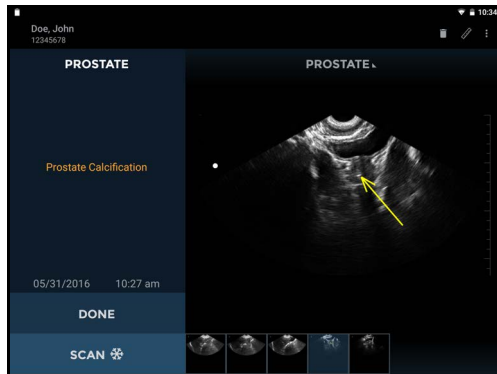 10:34
Doe, John
12345678
PROSTATE
PROSTATE
Prostate Calcification
05/31/2016 10:27 am
DONE
SCAN